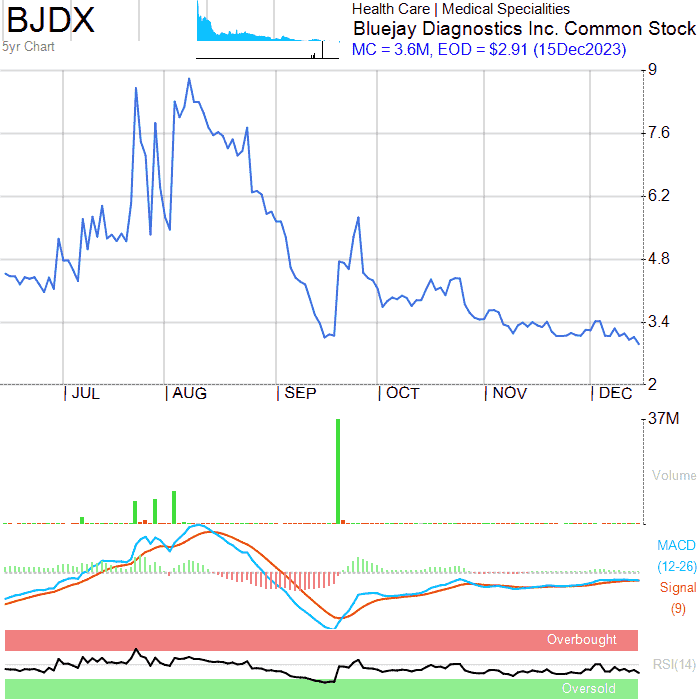 BJDX
5yr Chart
Health Care | Medical Specialities
Bluejay Diagnostics Inc. Common Stock
MC = 3.6M, EOD = $2.91 (15Dec2023)
9
7.6
6.2
4.8
3.4
2
JUL AUG SEP OCT NOV DEC
37M
Volume
MACD
(12-26)
Signal
(9)
Overbought
RSI(14)
Oversold